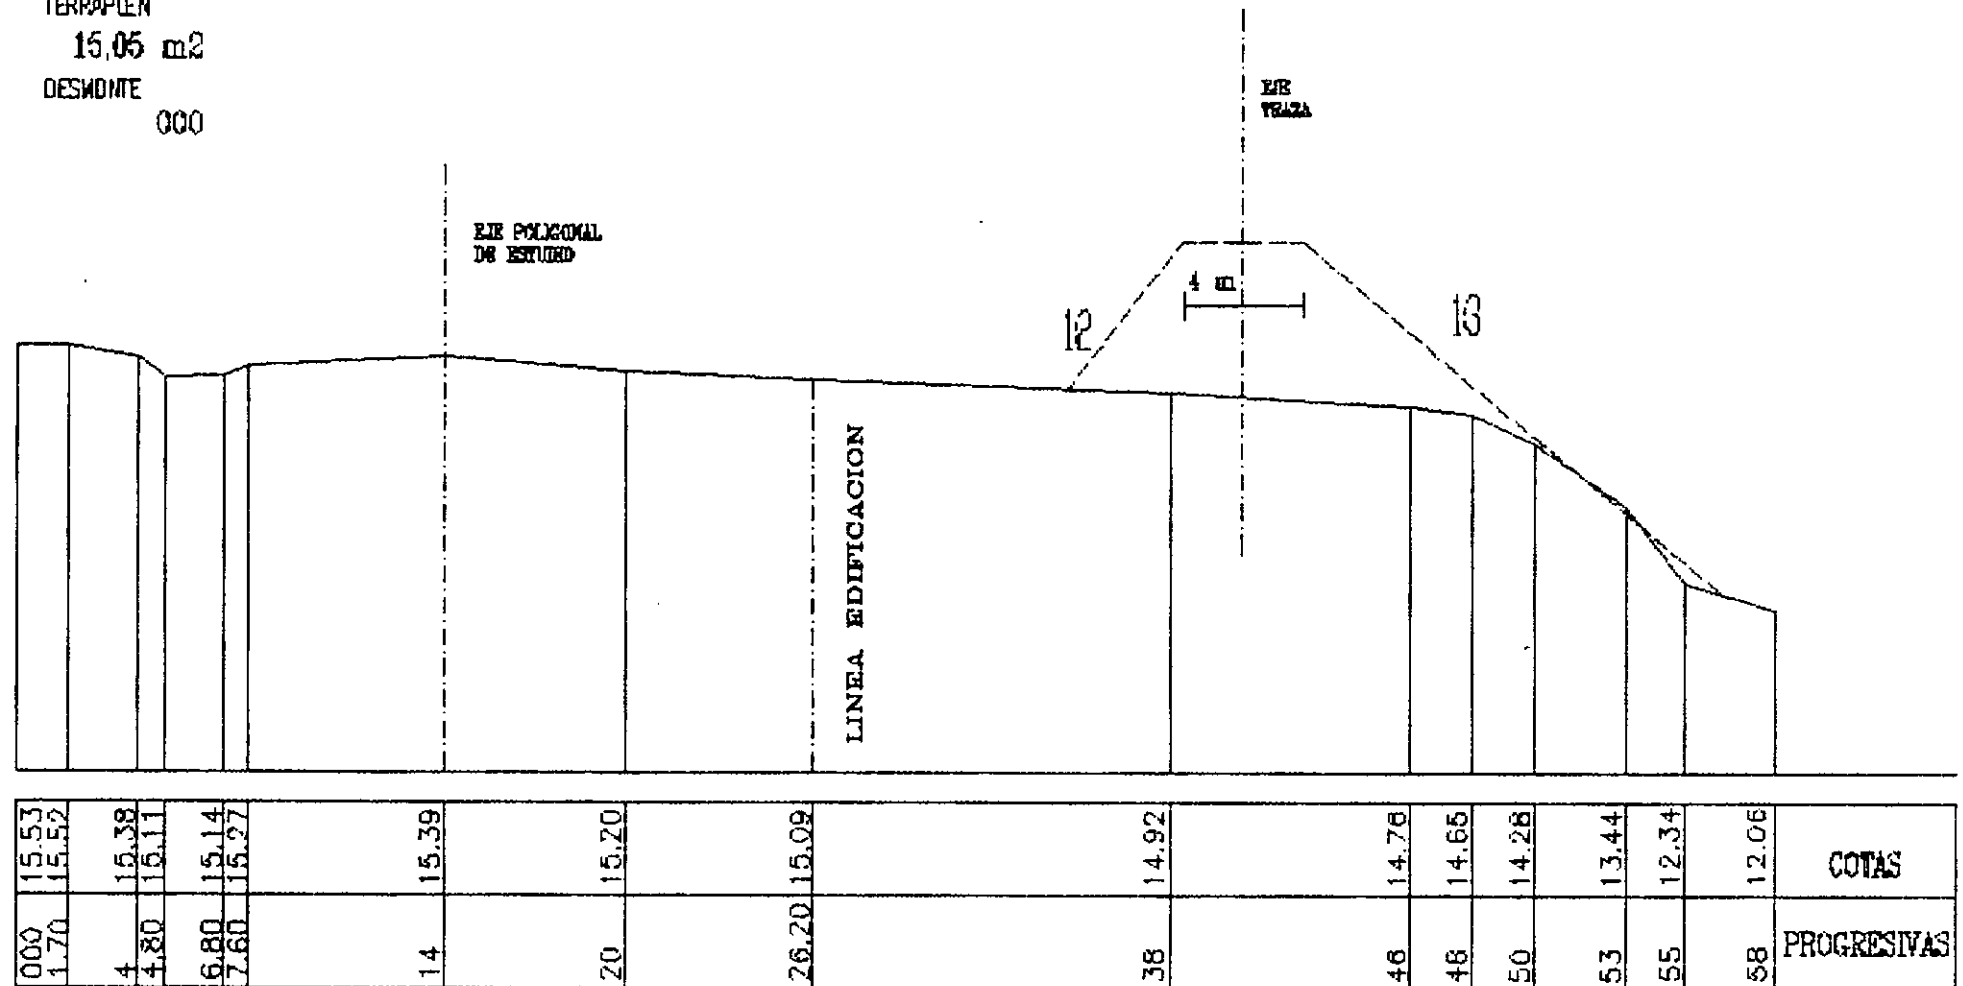 TERRAPLEN
15,05 m2
DESMONTE
000
EJE
TRAZA
EJE POLIGONAL
DE ESTUDIO
4 m
12
13
LINEA EDIFICACION
15.53 15.52 15.38 15.11 15.14 15.27 15.39 15.20 15.09 14.92 14.76 14.65 14.28 13.44 12.34 12.06 COTAS
000 1.70 4 4,80 6.80 7.60 14 20 26.20 38 46 48 50 53 55 58 PROGRESIVAS